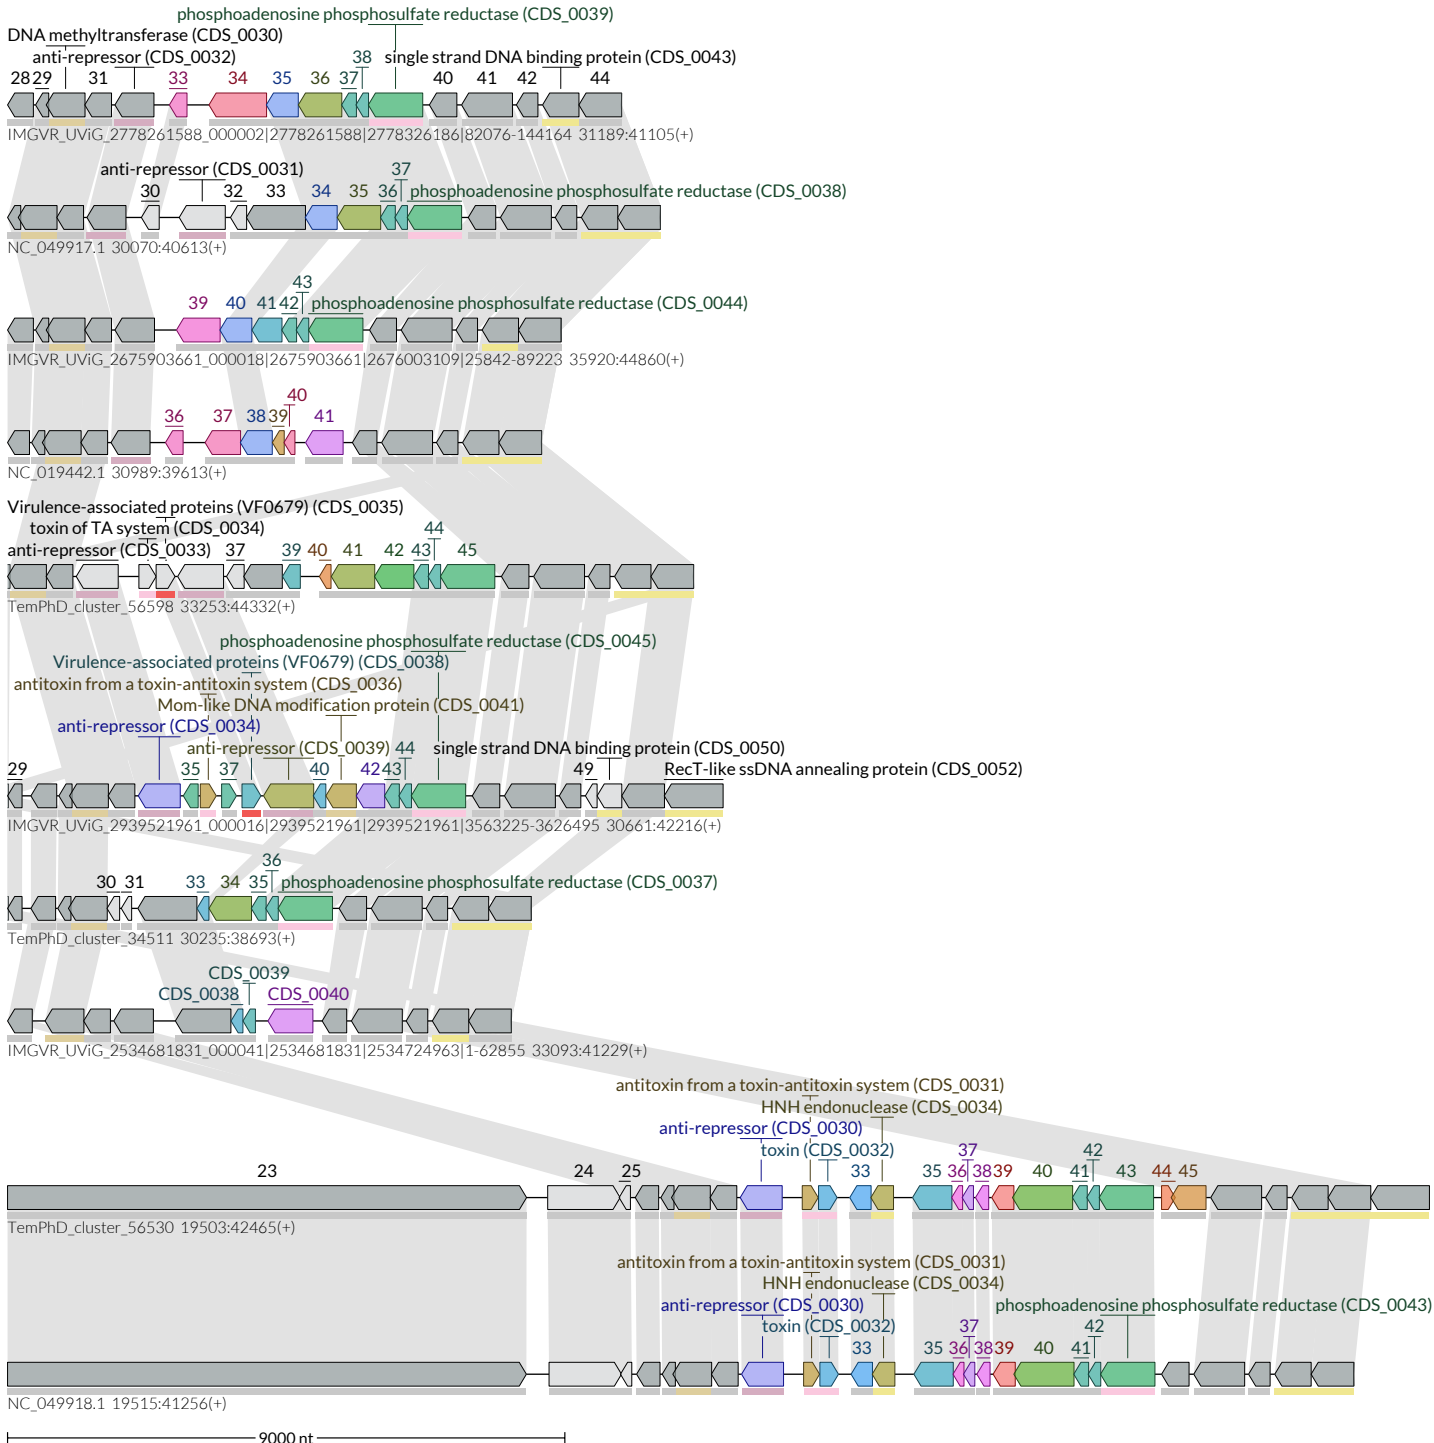 phosphoadenosine phosphosulfate reductase (CDS_0039)
DNA methyltransferase (CDS_0030)
anti-repressor (CDS_0032) 38 single strand DNA binding protein (CDS_0043)
28 29 31 33 34 35 36 37 40 41 42 44
IMGVR_UViG_2778261588_000002|2778261588|2778326186|82076-144164 31189:41105(+)
anti-repressor (CDS_0031) 37
30 32 33 34 35 36 phosphoadenosine phosphosulfate reductase (CDS_0038)
NC_049917.1 30070:40613(+)
43
39 40 41 42 phosphoadenosine phosphosulfate reductase (CDS_0044)
IMGVR_UViG_2675903661_000018|2675903661|2676003109|25842-89223 35920:44860(+)
40
36 37 38 39 41
NC_019442.1 30989:39613(+)
Virulence-associated proteins (VF0679) (CDS_0035)
toxin of TA system (CDS_0034) 44
anti-repressor (CDS_0033) 37 39 40 41 42 43 45
TemPhD_cluster_56598 33253:44332(+)
phosphoadenosine phosphosulfate reductase (CDS_0045)
Virulence-associated proteins (VF0679) (CDS_0038)
antitoxin from a toxin-antitoxin system (CDS_0036)
Mom-like DNA modification protein (CDS_0041)
anti-repressor (CDS_0034)
anti-repressor (CDS_0039) 44 single strand DNA binding protein (CDS_0050)
29 35 37 40 42 43 49 RecT-like ssDNA annealing protein (CDS_0052)
IMGVR_UViG_2939521961_000016|2939521961|2939521961|3563225-3626495 30661:42216(+)
36
30 31 33 34 35 phosphoadenosine phosphosulfate reductase (CDS_0037)
TemPhD_cluster_34511 30235:38693(+)
CDS_0039
CDS_0038 CDS_0040
IMGVR_UViG_2534681831_000041|2534681831|2534724963|1-62855 33093:41229(+)
antitoxin from a toxin-antitoxin system (CDS_0031)
HNH endonuclease (CDS_0034)
anti-repressor (CDS_0030)
toxin (CDS_0032) 37 42
23 24 25 33 35 36 38 39 40 41 43 44 45
TemPhD_cluster_56530 19503:42465(+)
antitoxin from a toxin-antitoxin system (CDS_0031)
HNH endonuclease (CDS_0034)
anti-repressor (CDS_0030) phosphoadenosine phosphosulfate reductase (CDS_0043)
toxin (CDS_0032) 37 42
33 35 36 38 39 40 41
NC_049918.1 19515:41256(+)
9000 nt